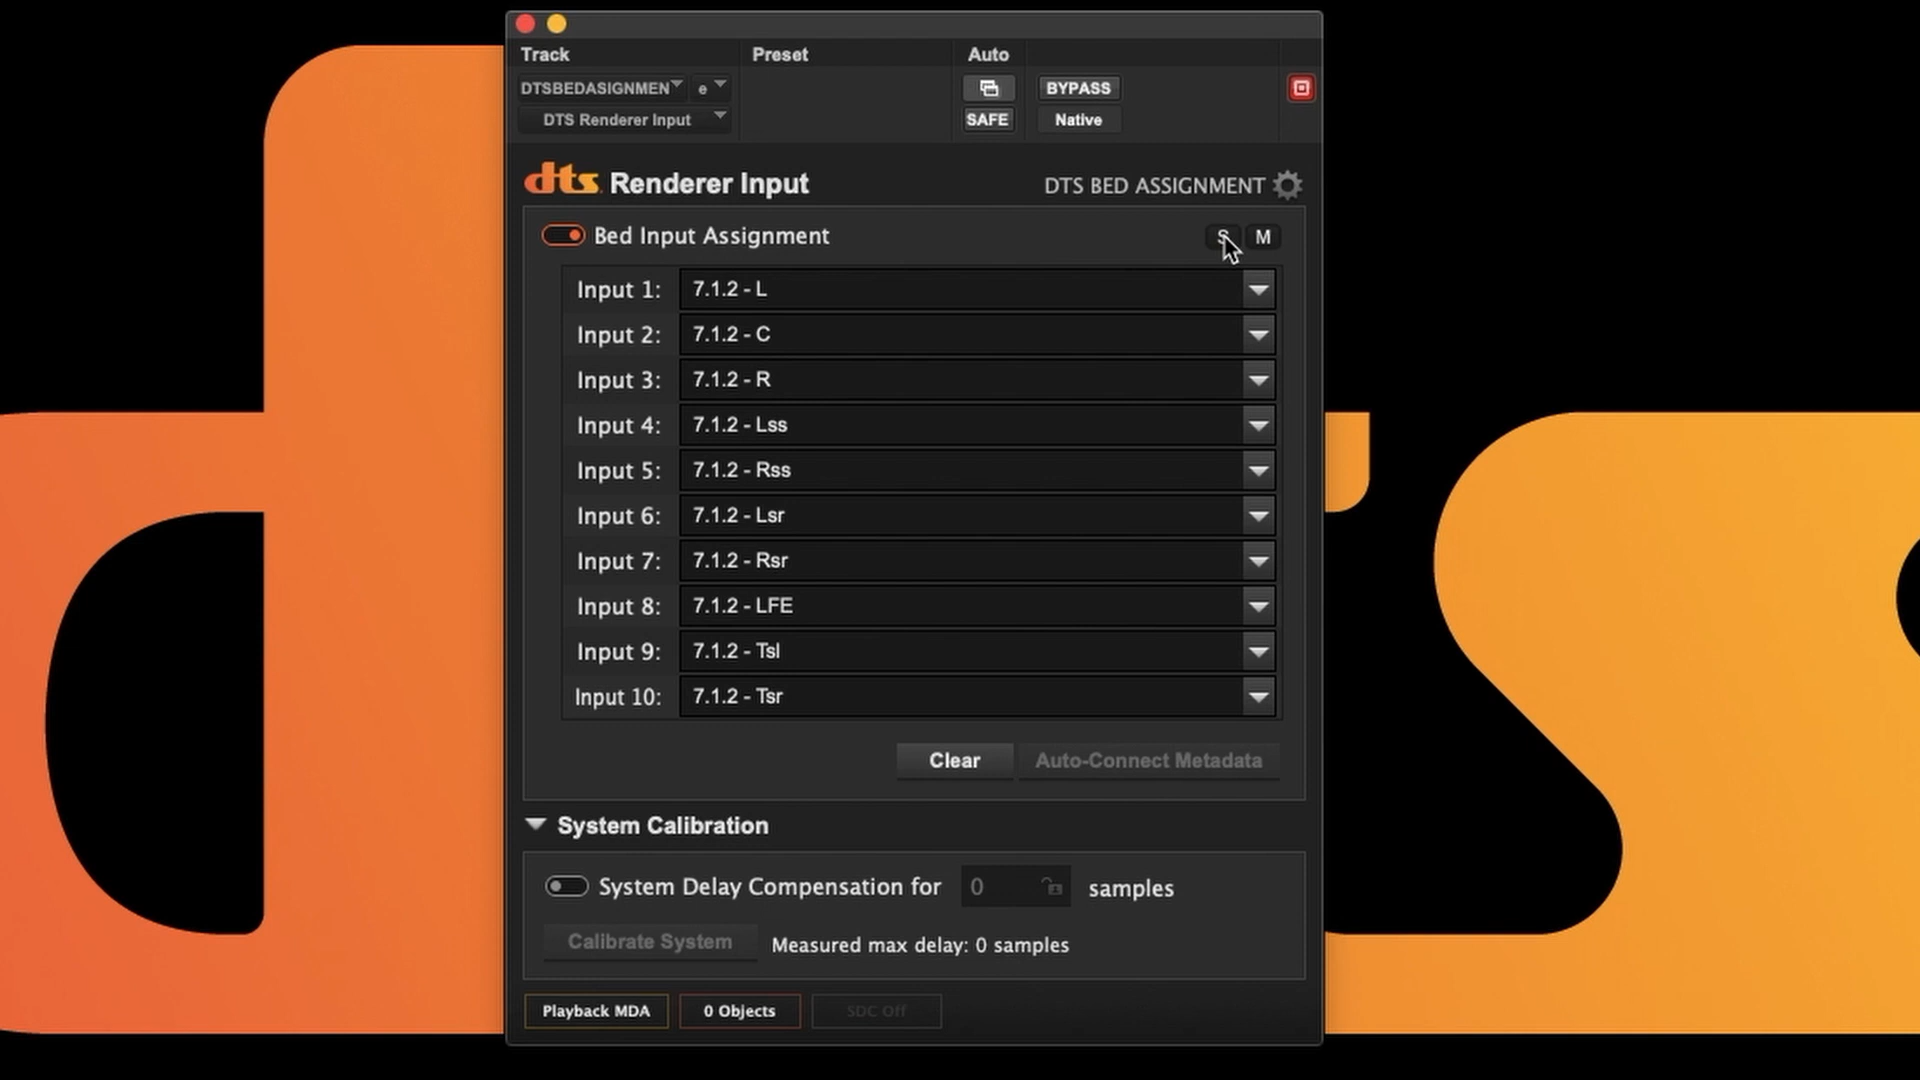 Track
Preset
Auto
DTSBEDASIGNMEN
e
BYPASS
DTS Renderer Input
SAFE
Native
dts Renderer Input
DTS BED ASSIGNMENT
Bed Input Assignment
S
M
Input 1: 7.1.2 - L
Input 2: 7.1.2 - C
Input 3: 7.1.2 - R
Input 4: 7.1.2 - Lss
Input 5: 7.1.2 - Rss
Input 6: 7.1.2 - Lsr
Input 7: 7.1.2 - Rsr
Input 8: 7.1.2 - LFE
Input 9: 7.1.2 - Tsl
Input 10: 7.1.2 - Tsr
Clear
Auto-Connect Metadata
System Calibration
System Delay Compensation for 0 samples
Calibrate System
Measured max delay: 0 samples
Playback MDA
0 Objects
SDC Off
dts